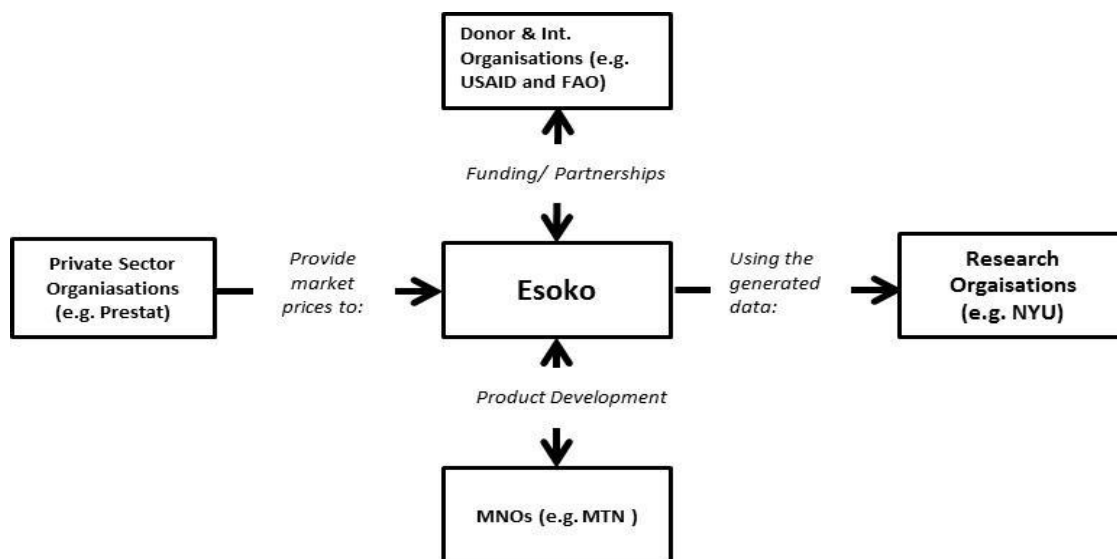 Donor & Int.
Organisations (e.g.
USAID and FAO)
Funding/ Partnerships
Private Sector
Organiasations
(e.g. Prestat)
Provide
market
prices to:
Esoko
Using the
generated
data:
Research
Orgaisations
(e.g. NYU)
Product Development
MNOs (e.g. MTN )